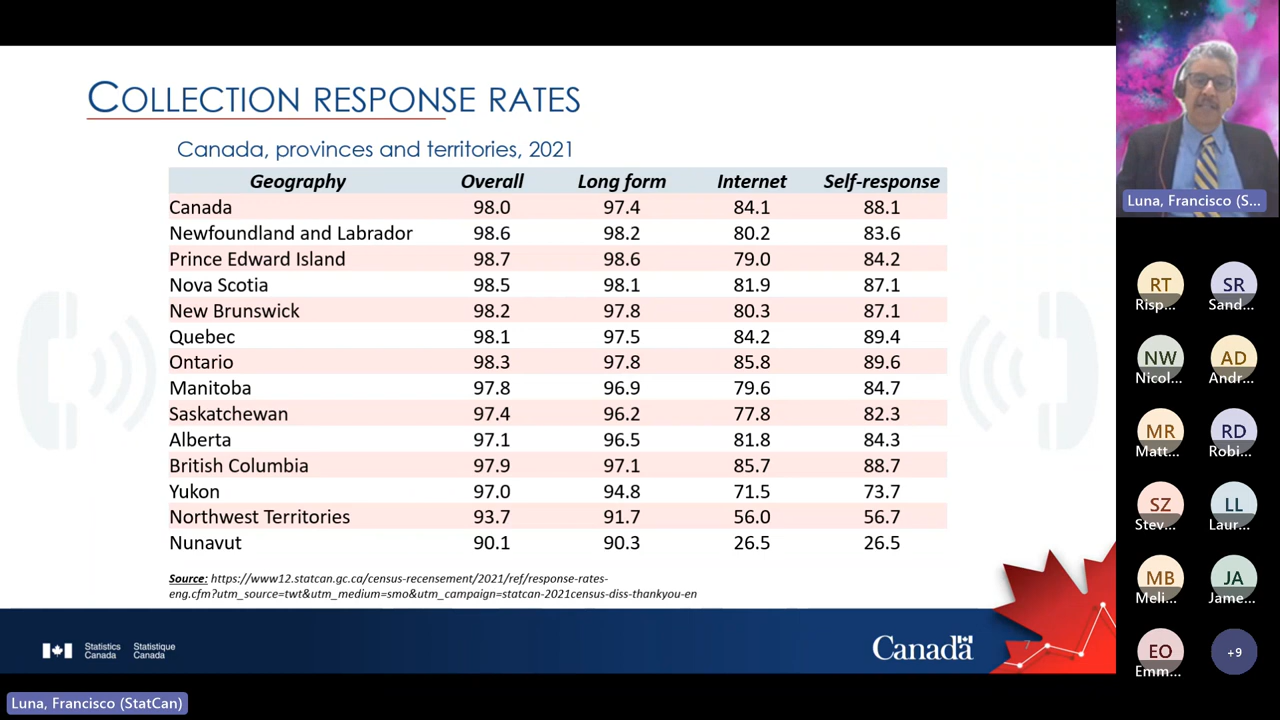 COLLECTION RESPONSE RATES
Canada, provinces and territories, 2021
Geography Overall Long form Internet Self-response
Canada 98.0 97.4 84.1 88.1
Newfoundland and Labrador 98.6 98.2 80.2 83.6
Prince Edward Island 98.7 98.6 79.0 84.2
Nova Scotia 98.5 98.1 81.9 87.1
New Brunswick 98.2 97.8 80.3 87.1
Quebec 98.1 97.5 84.2 89.4
Ontario 98.3 97.8 85.8 89.6
Manitoba 97.8 96.9 79.6 84.7
Saskatchewan 97.4 96.2 77.8 82.3
Alberta 97.1 96.5 81.8 84.3
British Columbia 97.9 97.1 85.7 88.7
Yukon 97.0 94.8 71.5 73.7
Northwest Territories 93.7 91.7 56.0 56.7
Nunavut 90.1 90.3 26.5 26.5
Source: https://www12.statcan.gc.ca/census-recensement/2021/ref/response-rates-
eng.cfm?utm_source=twt&utm_medium=smo&utm_campaign=statcan-2021census-diss-thankyou-en
Statistics Statistique
Canada Canada
Canada
7
Luna, Francisco (StatCan)
Luna, Francisco (S...
RT SR
Risp... Sand...
NW AD
Nicol... Andr...
MR RD
Matt... Robi...
SZ LL
Stev... Laur...
MB JA
Meli... Jame...
EO +9
Emm...